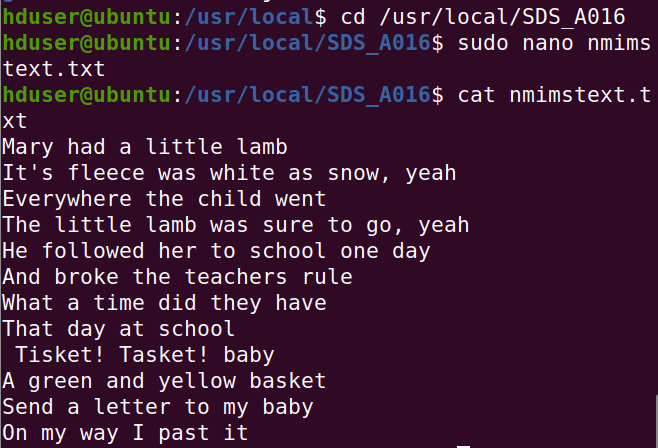 hduser@ubuntu:/usr/local$ cd /usr/local/SDS_A016
hduser@ubuntu:/usr/local/SDS_A016$ sudo nano nmims
text.txt
hduser@ubuntu:/usr/local/SDS_A016$ cat nmimstext.t
xt
Mary had a little lamb
It's fleece was white as snow, yeah
Everywhere the child went
The little lamb was sure to go, yeah
He followed her to school one day
And broke the teachers rule
What a time did they have
That day at school
 Tisket! Tasket! baby
A green and yellow basket
Send a letter to my baby
On my way I past it